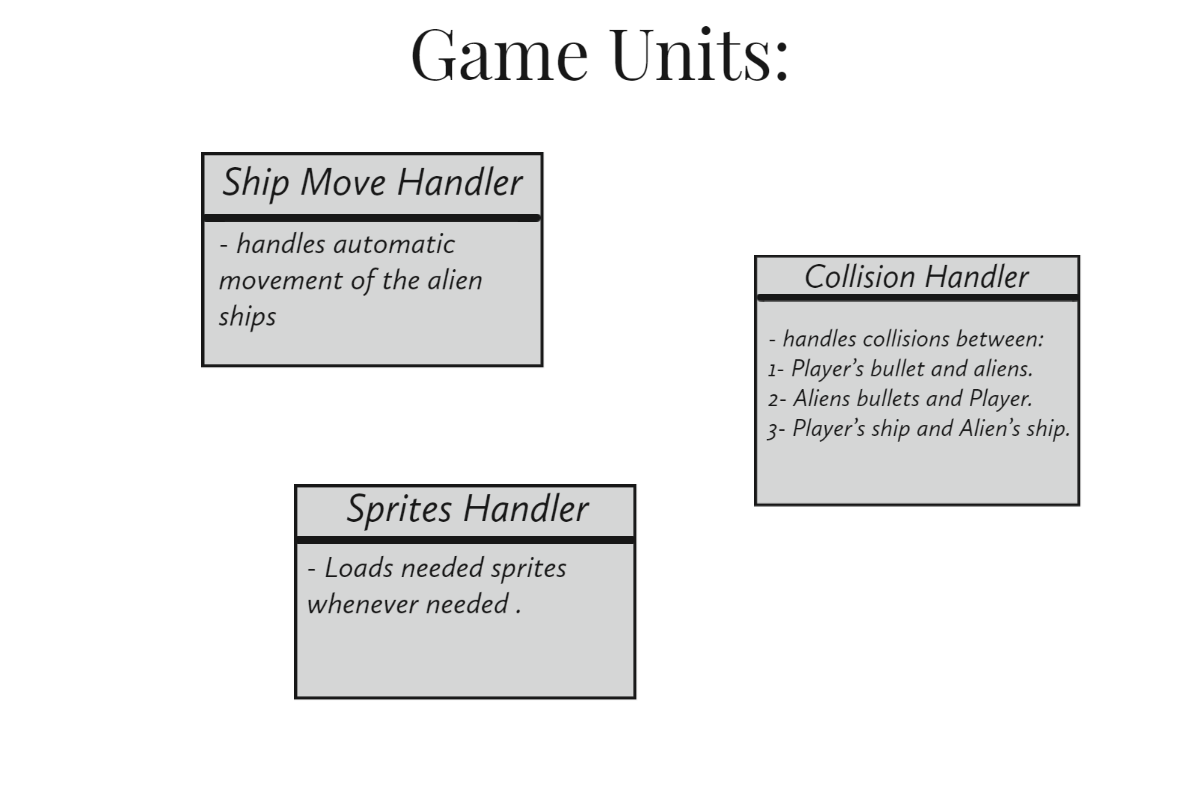 Game Units:
Ship Move Handler
- handles automatic
movement of the alien
ships
Collision Handler
- handles collisions between:
1- Player’s bullet and aliens.
2- Aliens bullets and Player.
3- Player’s ship and Alien’s ship.
Sprites Handler
- Loads needed sprites
whenever needed .